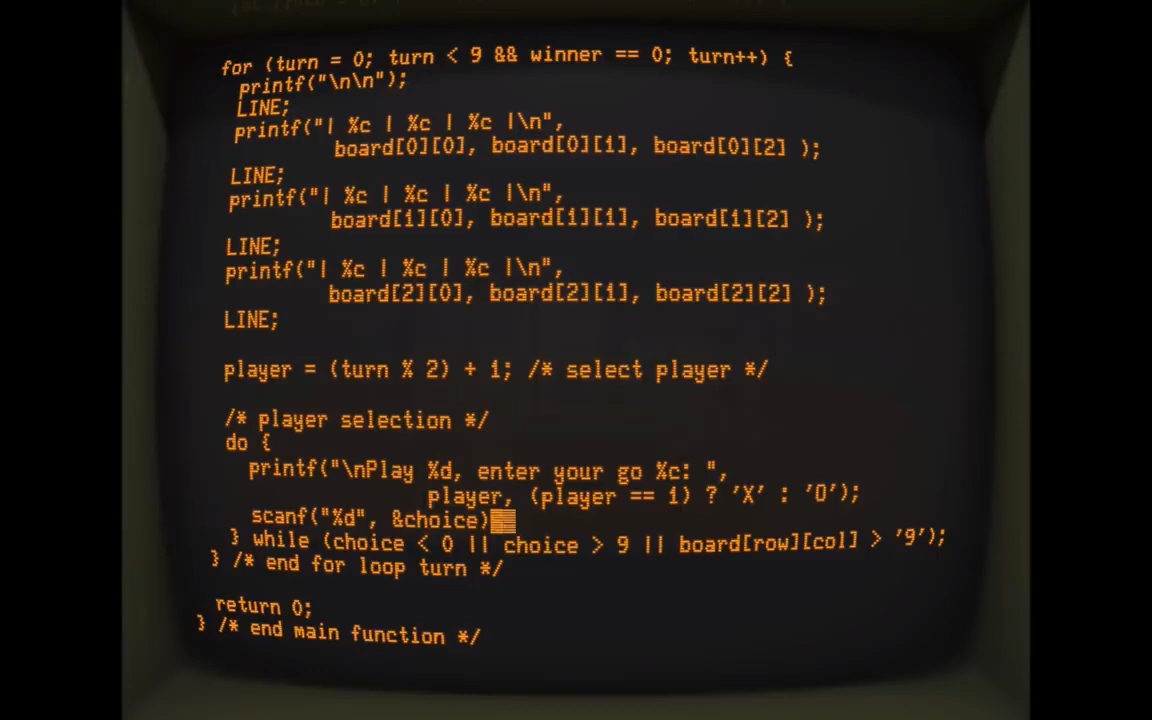 for (turn = 0; turn < 9 && winner == 0; turn++) {
printf("\n\n");
LINE;
printf("| %c | %c | %c |\n",
board[0][0], board[0][1], board[0][2] );
LINE;
printf("| %c | %c | %c |\n",
board[1][0], board[1][1], board[1][2] );
LINE;
printf("| %c | %c | %c |\n",
board[2][0], board[2][1], board[2][2] );
LINE;
player = (turn % 2) + 1; /* select player */
/* player selection */
do {
printf("\nPlay %d, enter your go %c: ",
player, (player == 1) ? 'X' : 'O');
scanf("%d", &choice)
} while (choice < 0 || choice > 9 || board[row][col] > '9');
} /* end for loop turn */
return 0;
} /* end main function */